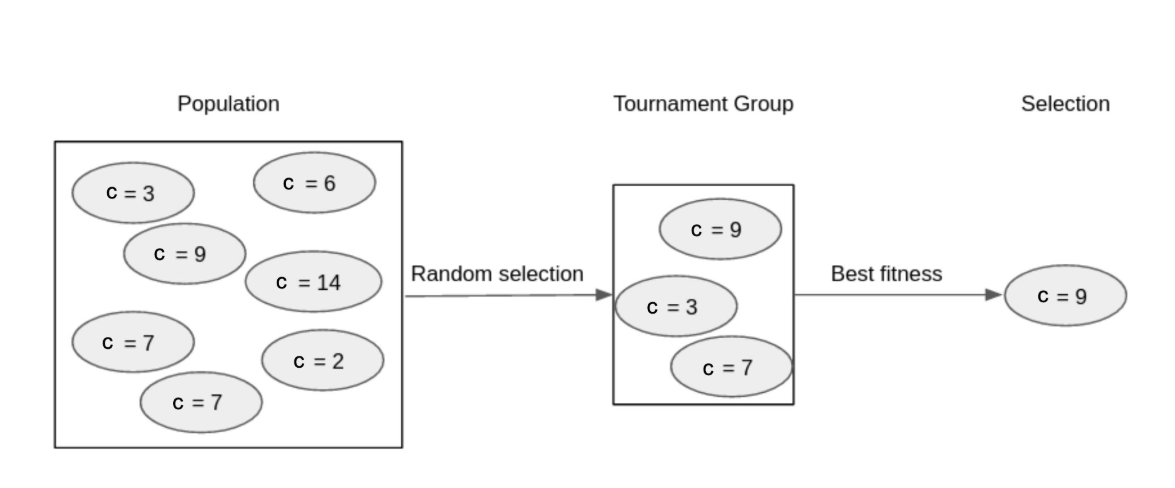 Population
Tournament Group
Selection
c = 3
c = 6
c = 9
c = 14
c = 7
c = 2
c = 7
Random selection
c = 9
c = 3
c = 7
Best fitness
c = 9